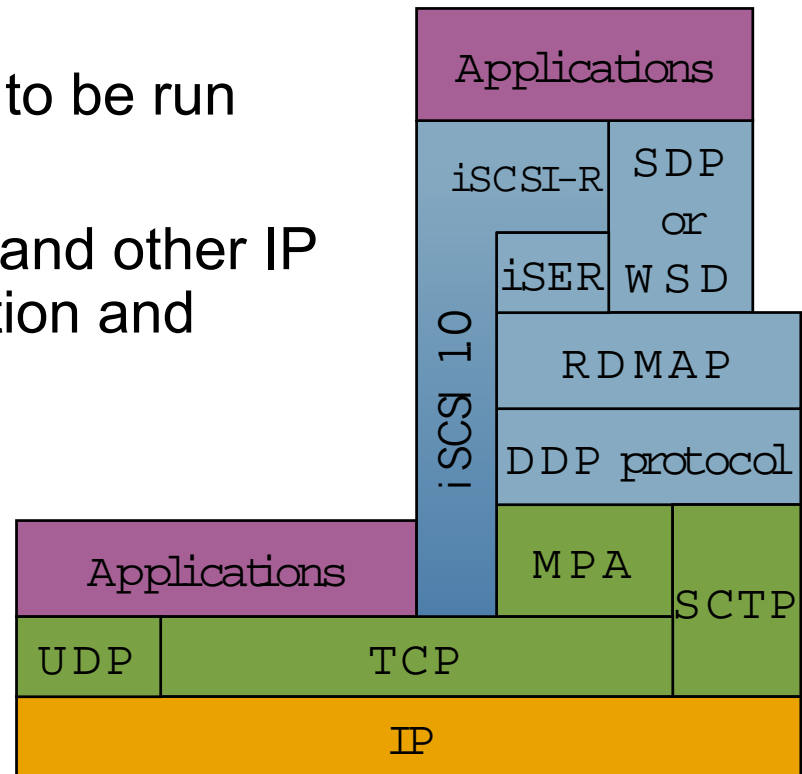 to be run
and other IP
tion and
Applications
iSCSI-R
SDP
or
WSD
iSER
iSCSI 1.0
RDMAP
DDP protocol
Applications
MPA
SCTP
UDP
TCP
IP